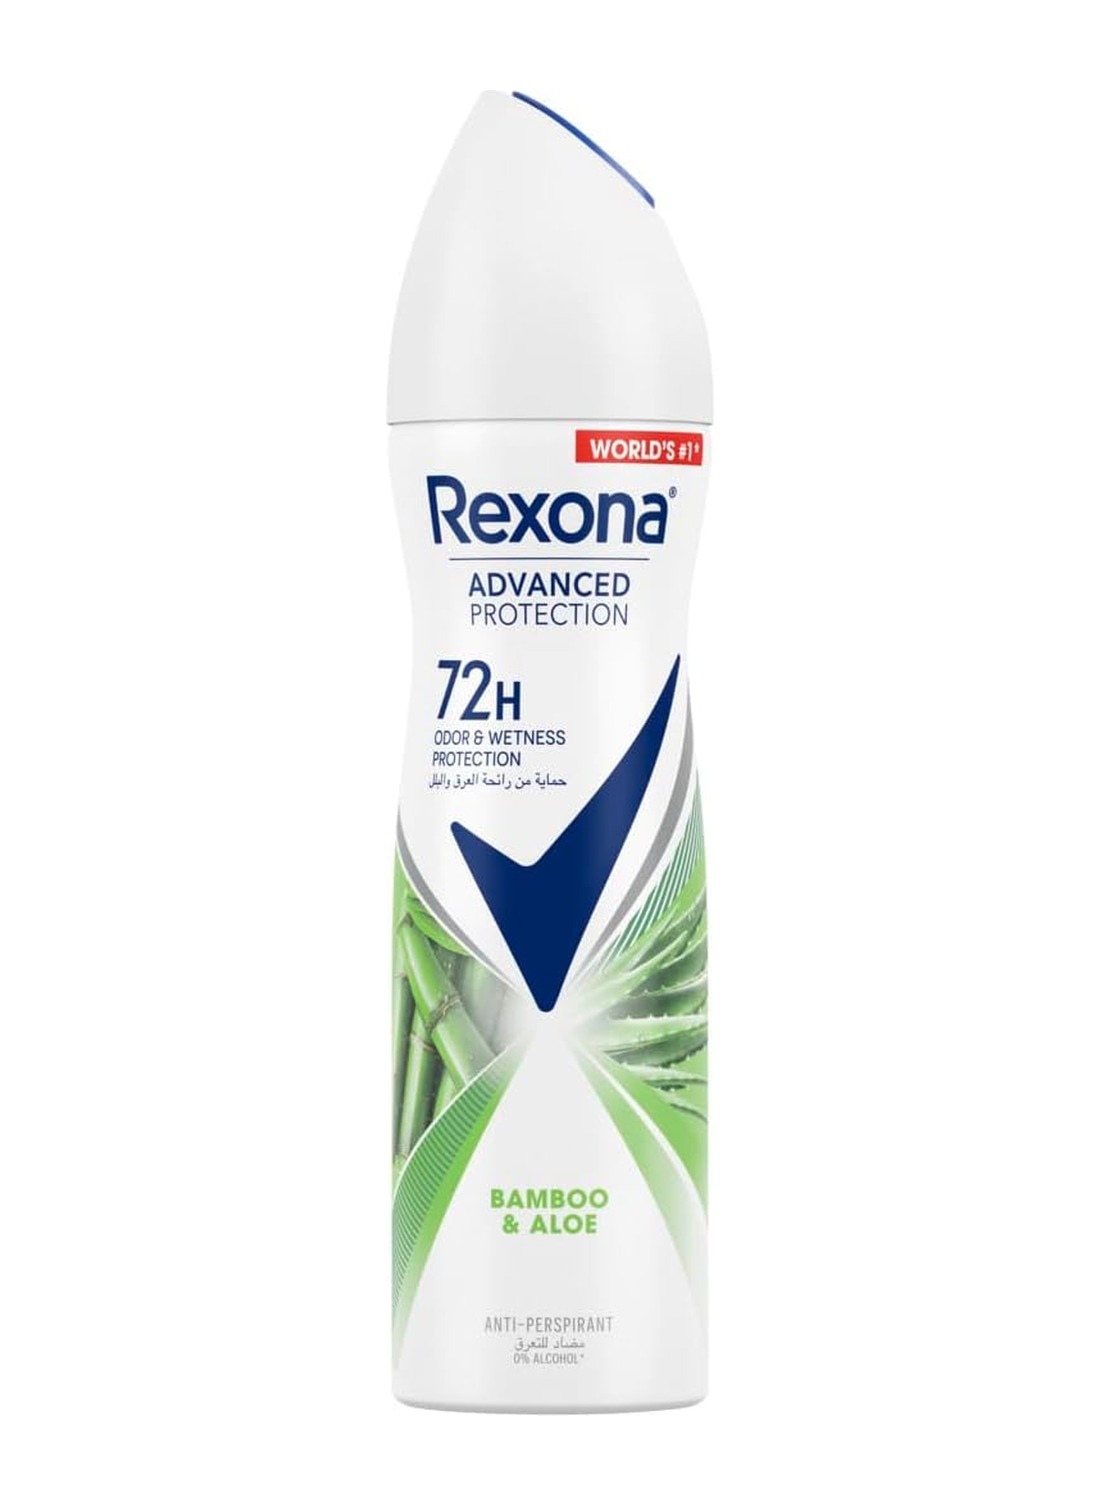 WORLD'S #1*
Rexona®
ADVANCED
PROTECTION
72H
ODOR & WETNESS
PROTECTION
حماية من رائحة العرق والبلل
BAMBOO
& ALOE
ANTI-PERSPIRANT
مضاد للتعرق
0% ALCOHOL*